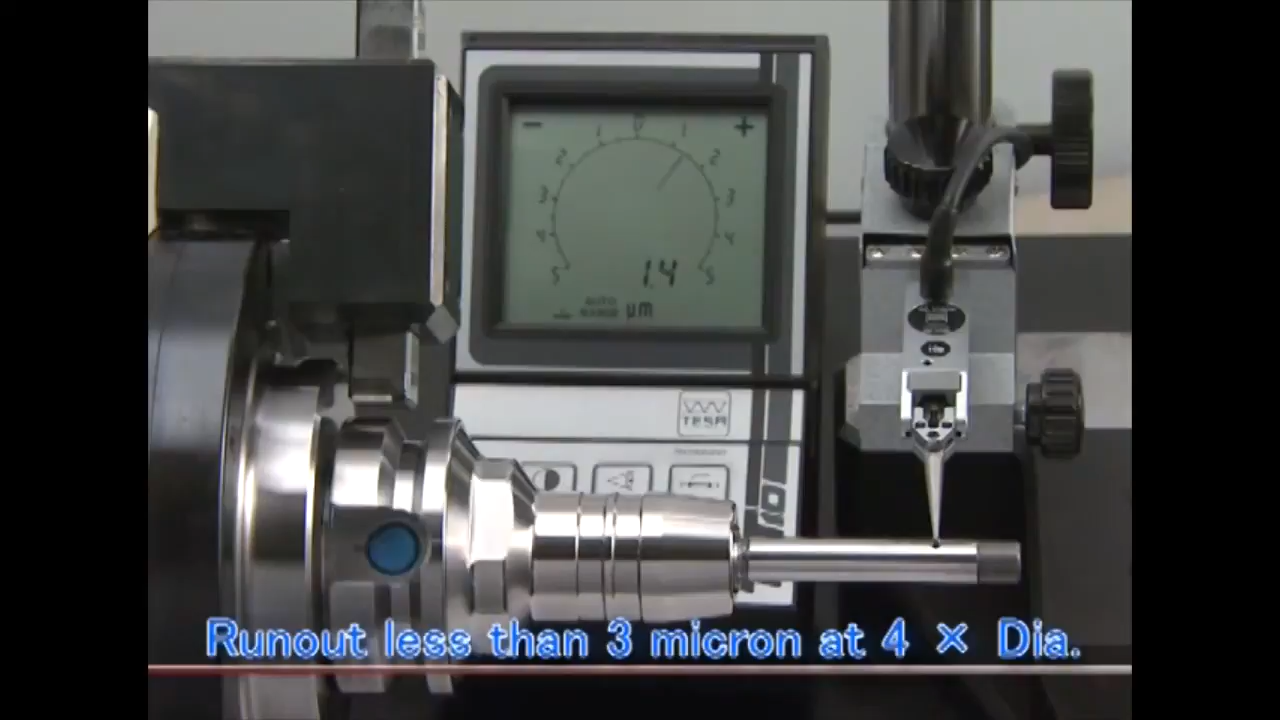 − 0 +
1 1
2 2
3 3
4 4
5 1.4 5
AUTO
RANGE µm
TESA
Runout less than 3 micron at 4 × Dia.